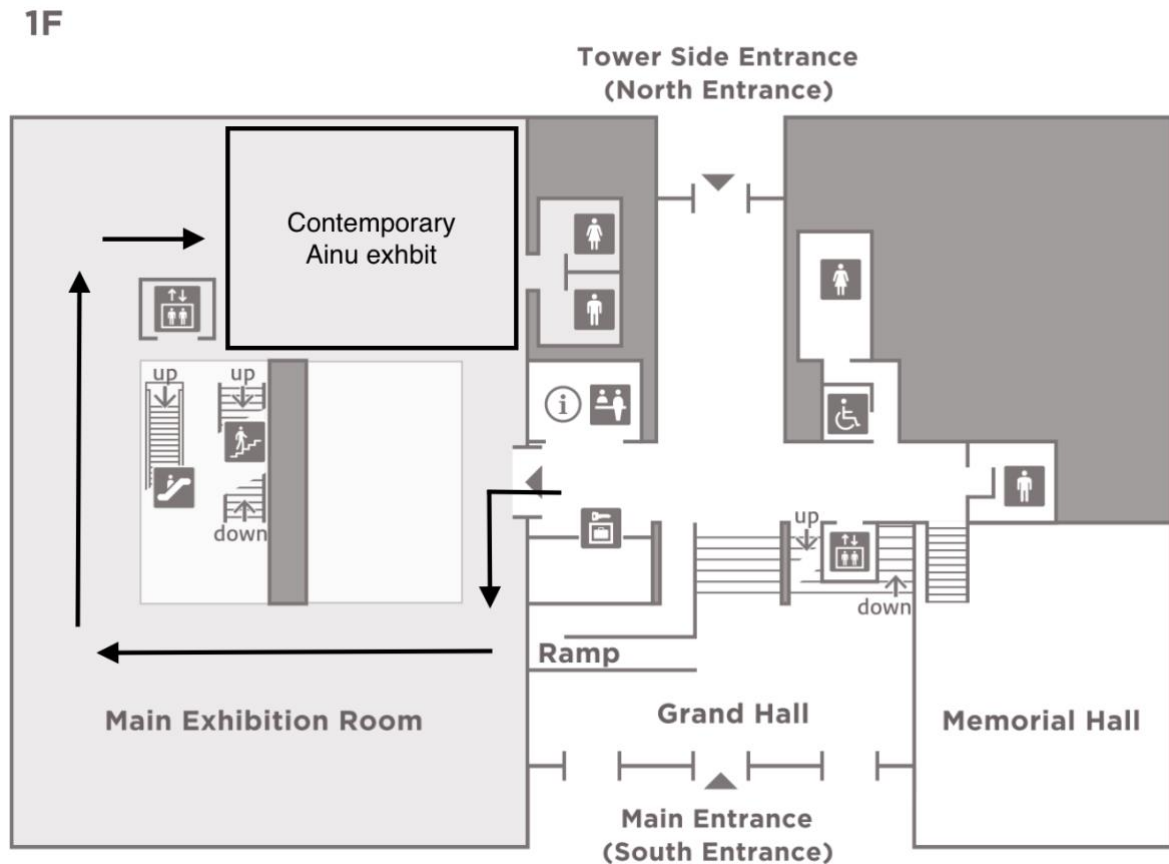 1F
Tower Side Entrance
(North Entrance)
Contemporary
Ainu exhbit
up
up
down
i
up
down
Ramp
Main Exhibition Room
Grand Hall
Memorial Hall
Main Entrance
(South Entrance)